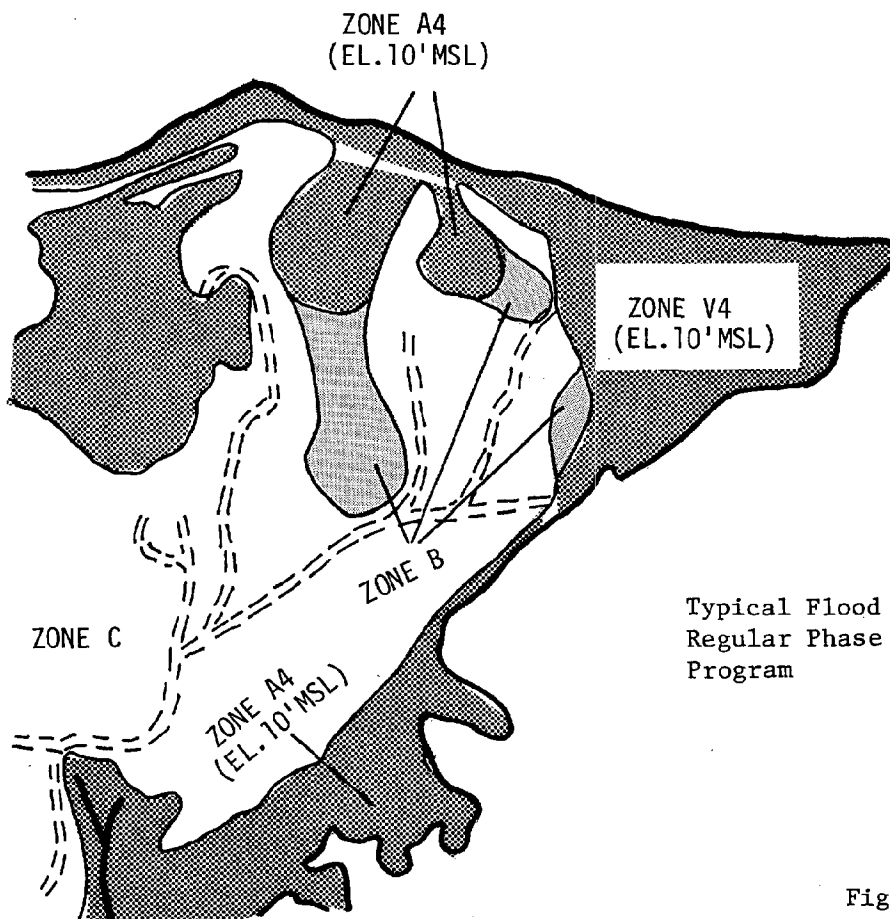 ZONE A4
(EL.10'MSL)
ZONE V4
(EL.10'MSL)
ZONE B
ZONE C
ZONE A4
(EL.10'MSL)
Typical Flood
Regular Phase
Program
Fig